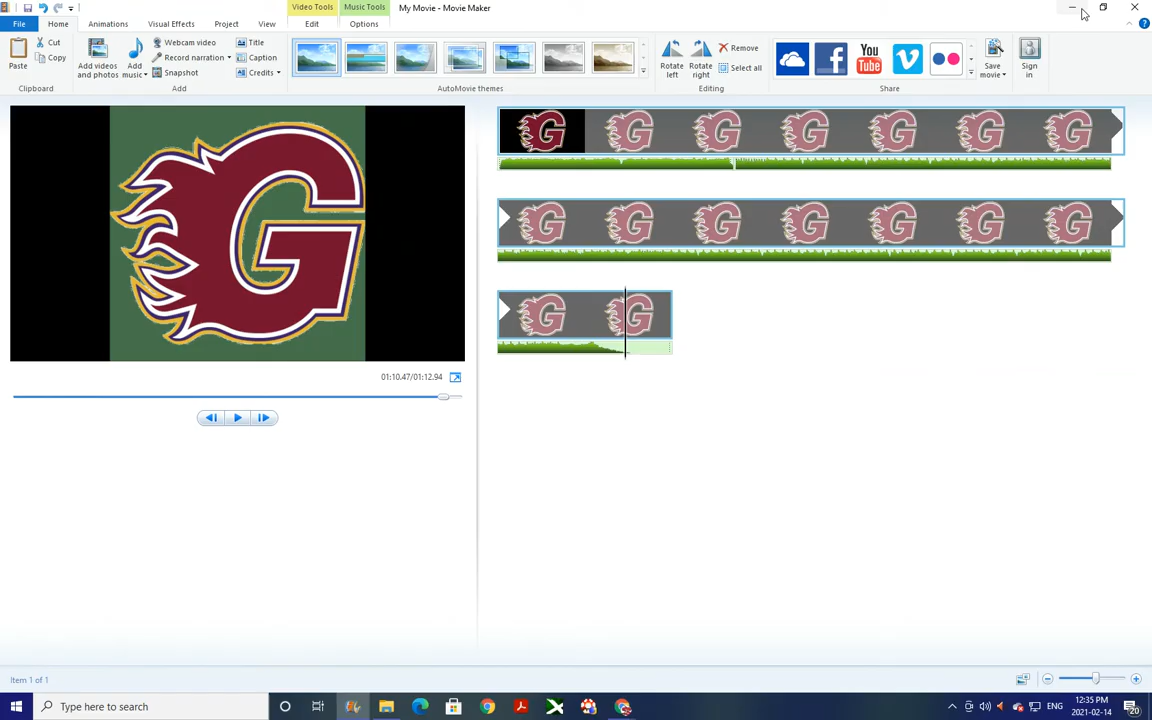 Video Tools Music Tools My Movie - Movie Maker
File Home Animations Visual Effects Project View Edit Options
Paste
Cut
Copy
Clipboard
Add videos
and photos
Add
music
Webcam video
Record narration
Snapshot
Title
Caption
Credits
Add
AutoMovie themes
Rotate
left
Rotate
right
Remove
Select all
Editing
You
Tube
Share
Save
movie
Sign
in
G
01:10.47/01:12.94
G G G G G G G
G G G G G G G
G G
Item 1 of 1
Type here to search
ENG
12:35 PM
2021-02-14
20